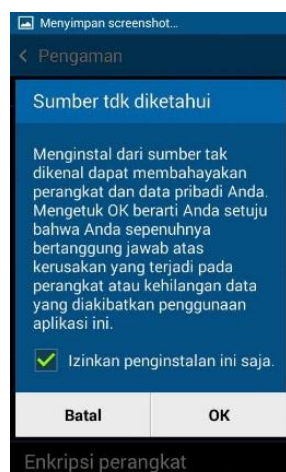 Menyimpan screenshot...
< Pengaman
Sumber tdk diketahui
Menginstal dari sumber tak
dikenal dapat membahayakan
perangkat dan data pribadi Anda.
Mengetuk OK berarti Anda setuju
bahwa Anda sepenuhnya
bertanggung jawab atas
kerusakan yang terjadi pada
perangkat atau kehilangan data
yang diakibatkan penggunaan
aplikasi ini.
Izinkan penginstalan ini saja.
Batal OK
Enkripsi perangkat